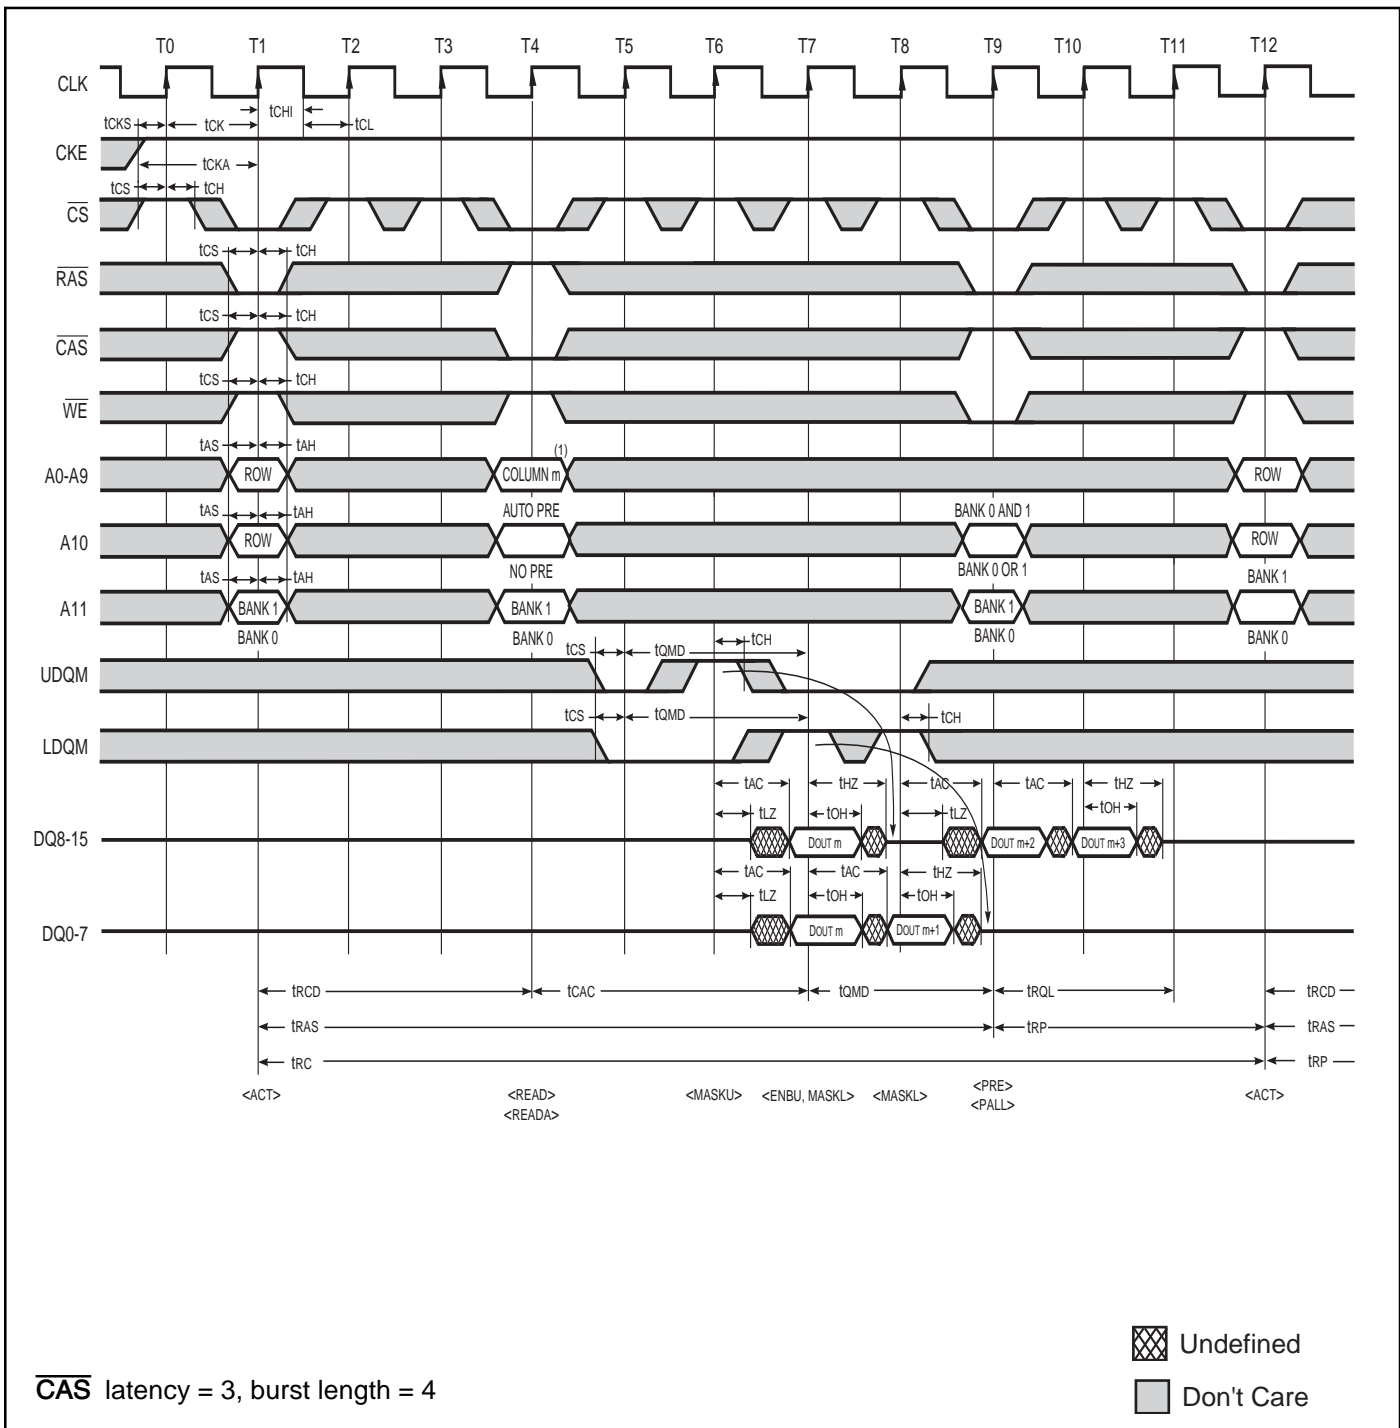 T0 T1 T2 T3 T4 T5 T6 T7 T8 T9 T10 T11 T12
CLK
tCHI
tCKS tCK tCL
CKE
tCKA
tCS tCH
CS
tCS tCH
RAS
tCS tCH
CAS
tCS tCH
WE
tAS tAH (1)
A0-A9 ROW COLUMN m ROW
tAS tAH AUTO PRE BANK 0 AND 1
A10 ROW ROW
tAS tAH NO PRE BANK 0 OR 1 BANK 1
A11 BANK 1 BANK 1 BANK 1
BANK 0 BANK 0 BANK 0 BANK 0
tCS tQMD tCH
UDQM
tCS tQMD tCH
LDQM
tAC tHZ tAC tAC tHZ
tLZ tOH tLZ tOH
DQ8-15 DOUT m DOUT m+2 DOUT m+3
tAC tAC tHZ
tLZ tOH tOH
DQ0-7 DOUT m DOUT m+1
tRCD tCAC tQMD tRQL tRCD
tRAS tRP tRAS
tRC tRP
<ACT> <READ> <MASKU> <ENBU, MASKL> <MASKL> <PRE> <ACT>
<READA> <PALL>
Undefined
CAS latency = 3, burst length = 4
Don't Care